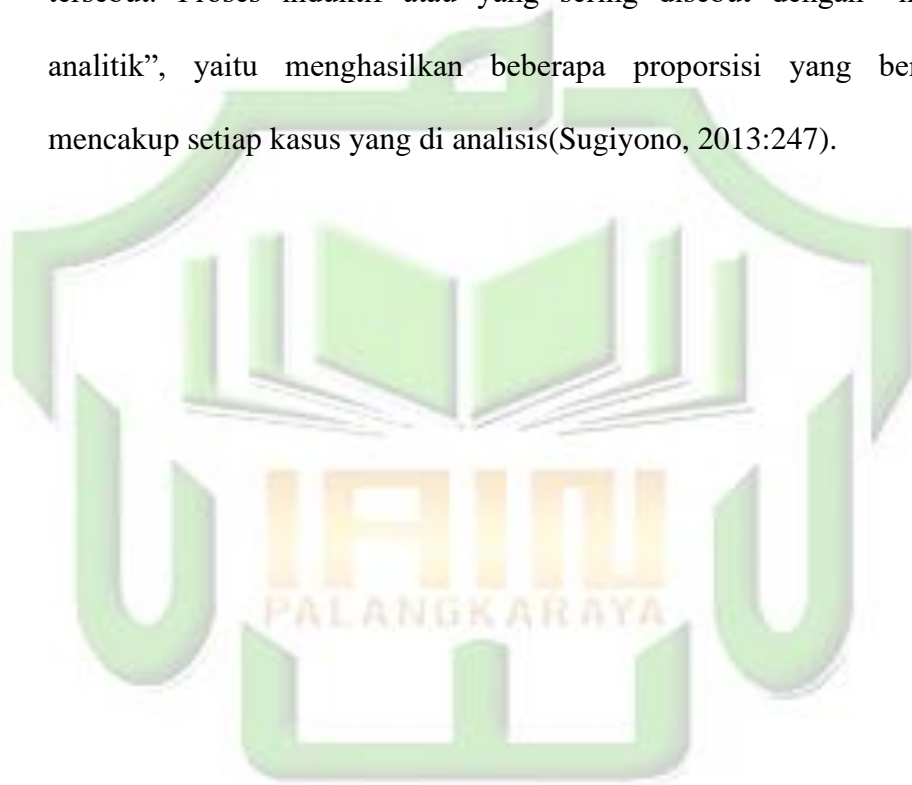 tersebut. Proses induktif atau yang sering disebut dengan
analitik”, yaitu menghasilkan beberapa proporsisi yang
mencakup setiap kasus yang di analisis(Sugiyono, 2013:247).
IAIN
PALANGKARAYA